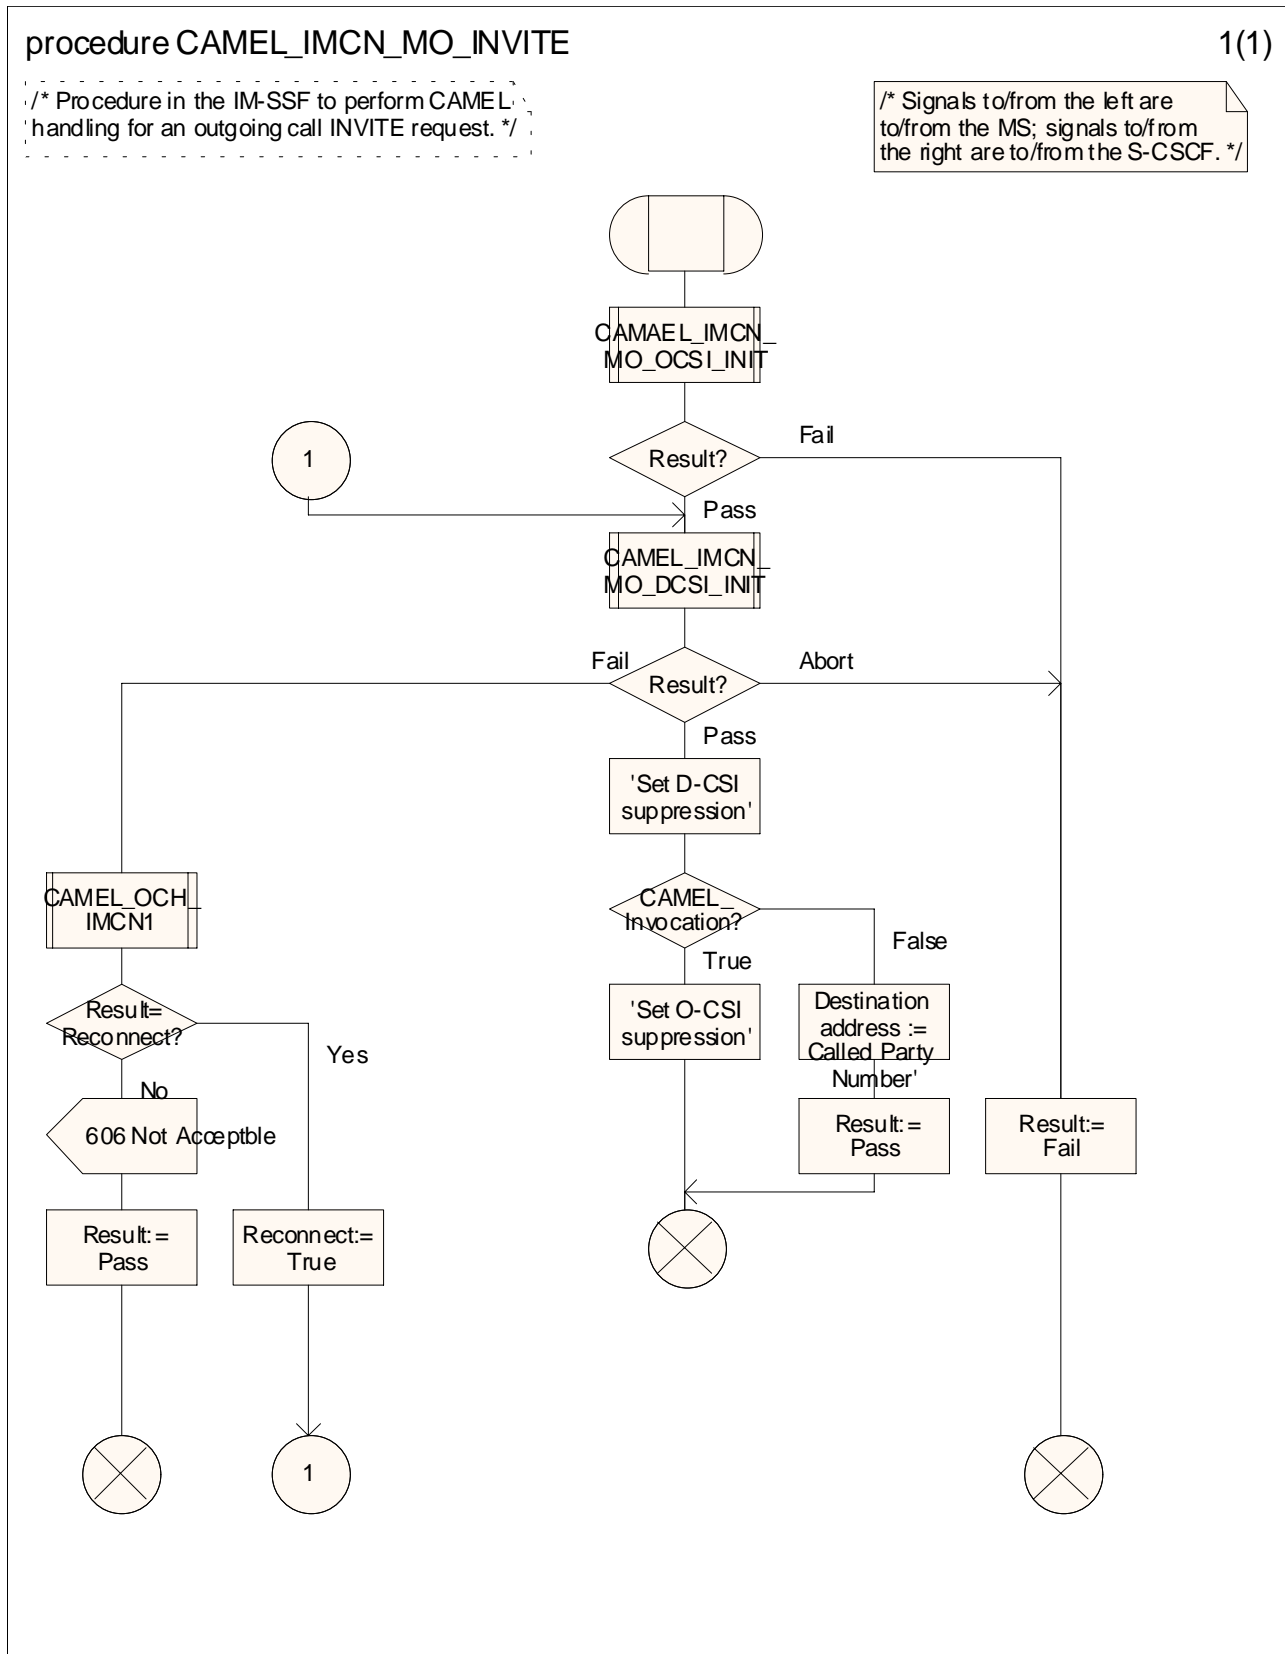 procedure CAMEL_IMCN_MO_INVITE
1(1)
/* Procedure in the IM-SSF to perform CAMEL
handling for an outgoing call INVITE request. */
/* Signals to/from the left are
to/from the MS; signals to/from
the right are to/from the S-CSCF. */
CAMAEL_IMCN_
MO_OCSI_INIT
Fail
1
Result?
Pass
CAMEL_IMCN_
MO_DCSI_INIT
Fail
Abort
Result?
Pass
'Set D-CSI
suppression'
CAMEL_OCH_
IMCN1
CAMEL_
Invocation?
False
True
Result=
Reconnect?
'Set O-CSI
suppression'
Destination
address :=
Called Party
Number'
Yes
No
606 Not Acceptble
Result:=
Pass
Result:=
Fail
Result:=
Pass
Reconnect:=
True
1